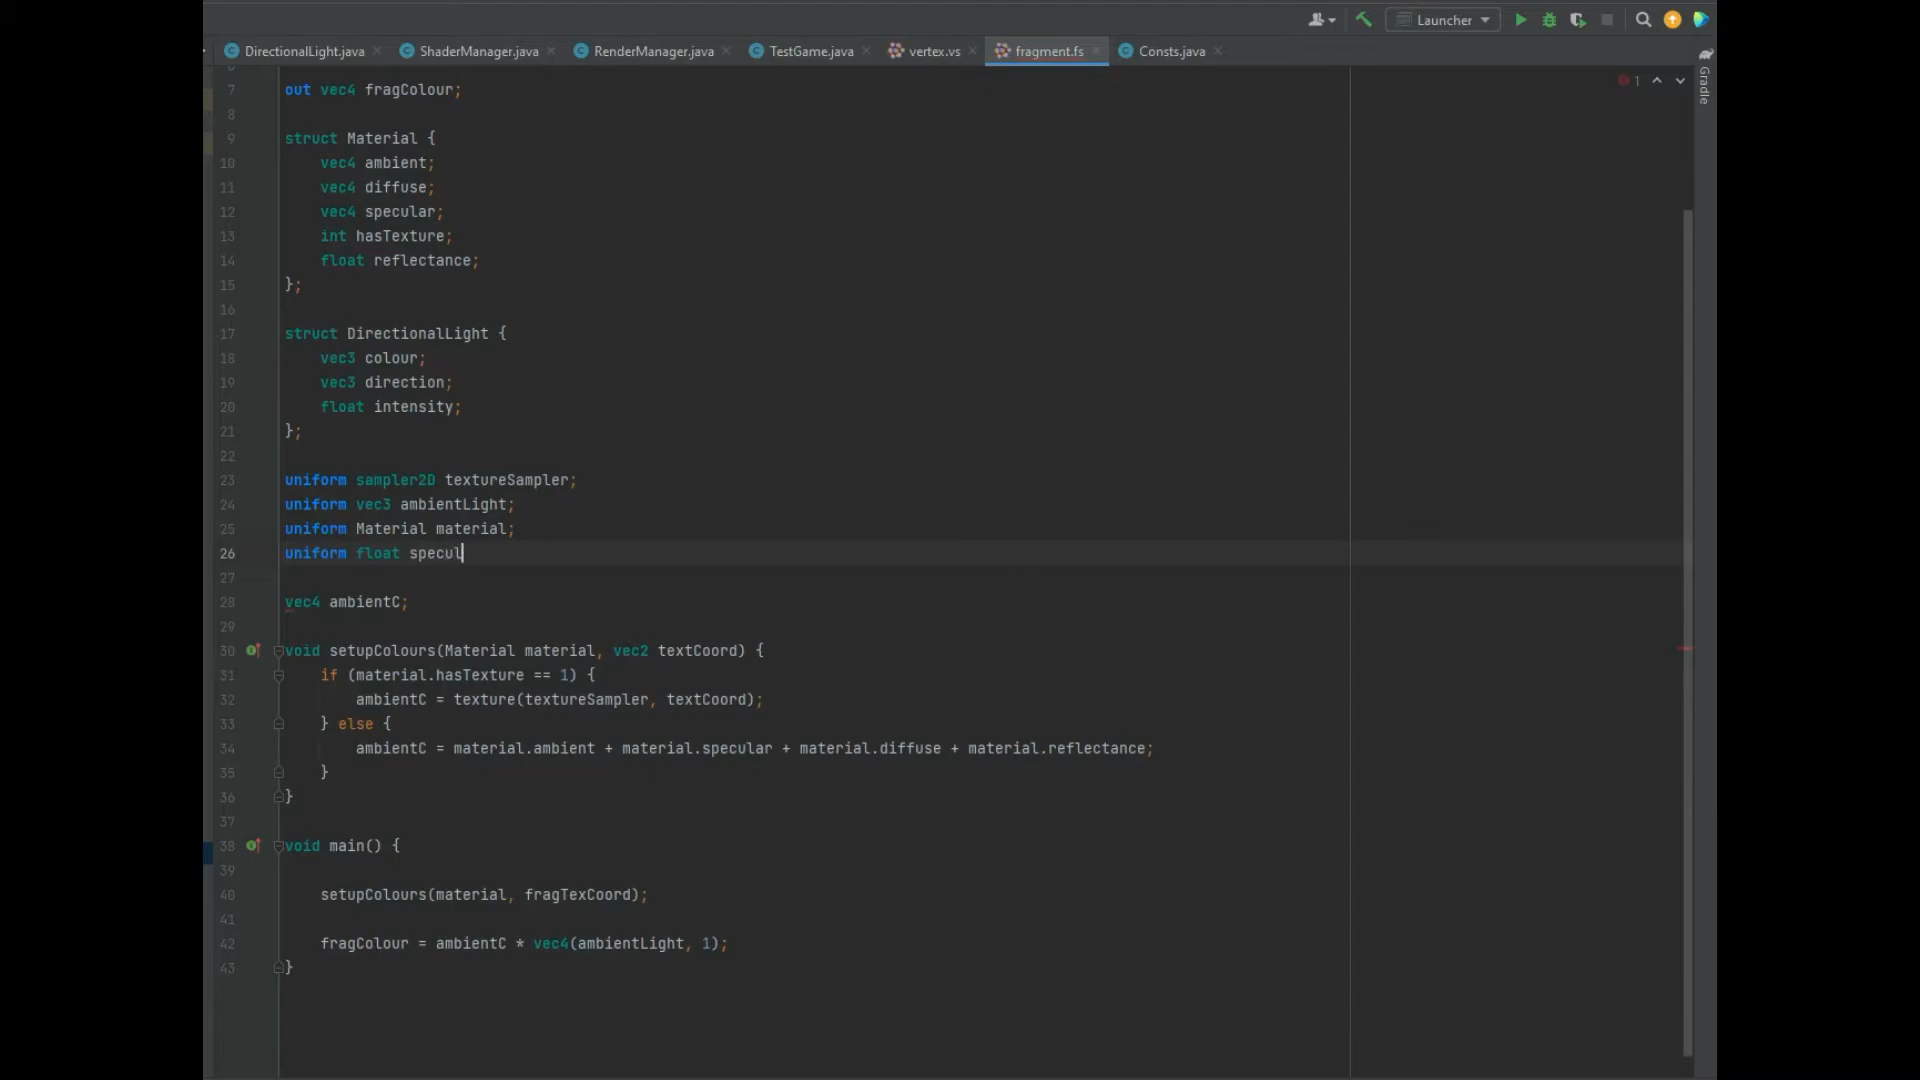 Launcher
DirectionalLight.java ShaderManager.java RenderManager.java TestGame.java vertex.vs fragment.fs Consts.java
1
Gradle
7 out vec4 fragColour;
8
9 struct Material {
10 vec4 ambient;
11 vec4 diffuse;
12 vec4 specular;
13 int hasTexture;
14 float reflectance;
15 };
16
17 struct DirectionalLight {
18 vec3 colour;
19 vec3 direction;
20 float intensity;
21 };
22
23 uniform sampler2D textureSampler;
24 uniform vec3 ambientLight;
25 uniform Material material;
26 uniform float specul
27
28 vec4 ambientC;
29
30 void setupColours(Material material, vec2 textCoord) {
31 if (material.hasTexture == 1) {
32 ambientC = texture(textureSampler, textCoord);
33 } else {
34 ambientC = material.ambient + material.specular + material.diffuse + material.reflectance;
35 }
36 }
37
38 void main() {
39
40 setupColours(material, fragTexCoord);
41
42 fragColour = ambientC * vec4(ambientLight, 1);
43 }